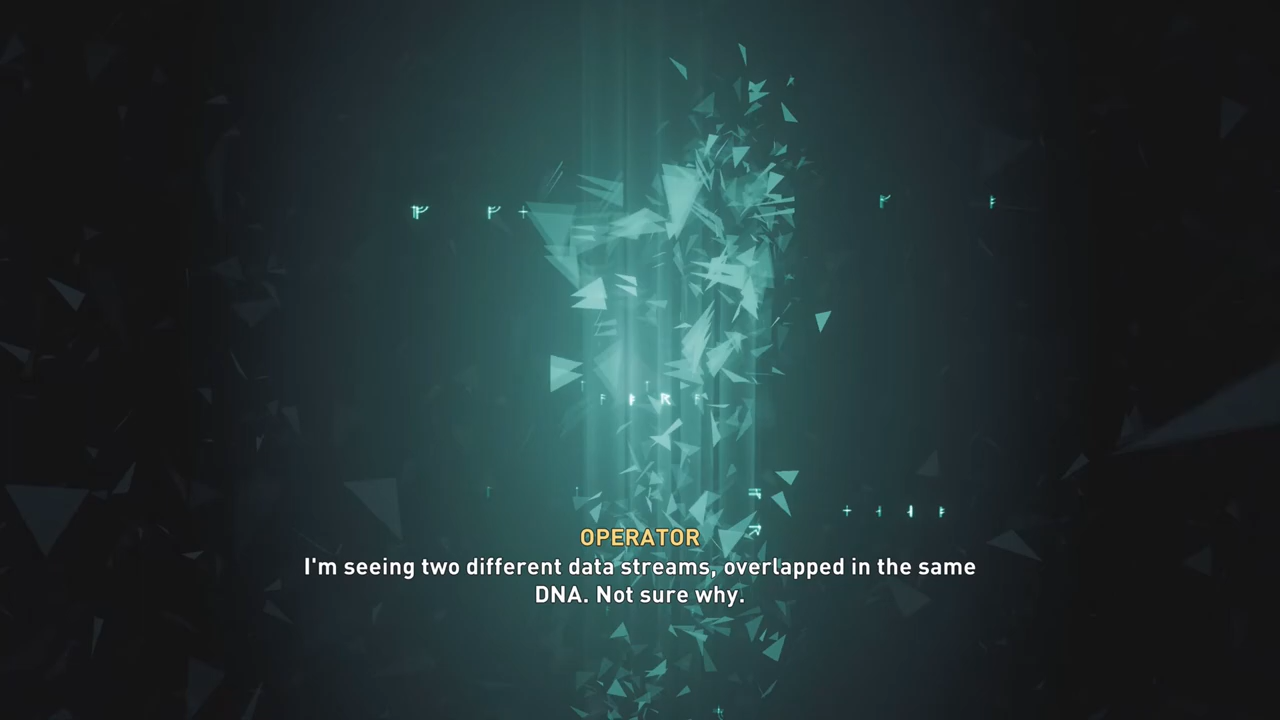 OPERATOR
I'm seeing two different data streams, overlapped in the same
DNA. Not sure why.